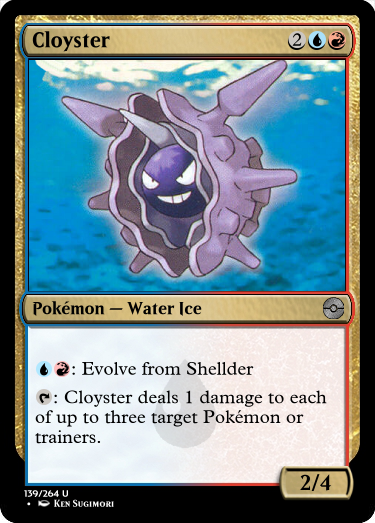 Cloyster 2
Pokémon — Water Ice
: Evolve from Shellder
: Cloyster deals 1 damage to each
of up to three target Pokémon or
trainers.
2/4
139/264 U
• Ken Sugimori